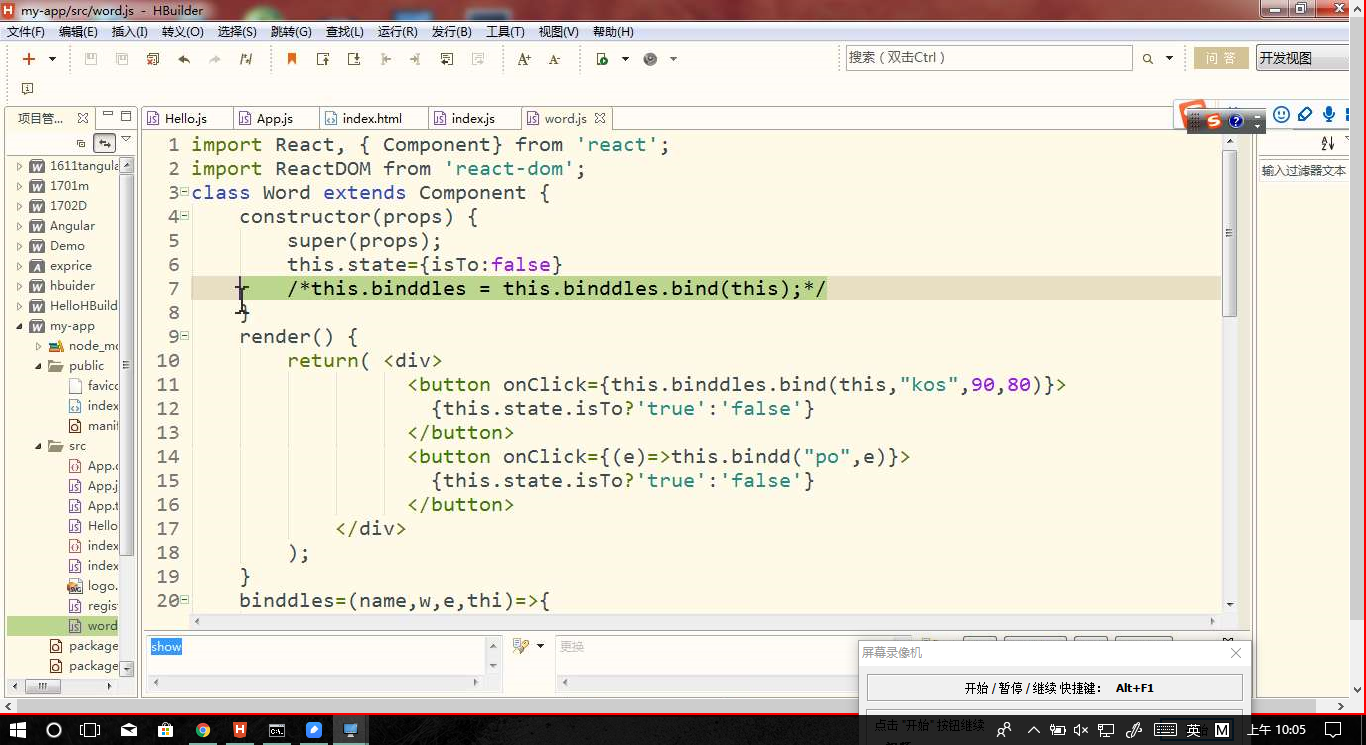 my-app/src/word.js - HBuilder
文件(F) 编辑(E) 插入(I) 转义(O) 选择(S) 跳转(G) 查找(L) 运行(R) 发行(B) 工具(T) 视图(V) 帮助(H)
搜索（双击Ctrl） 问答 开发视图
项目管... Hello.js App.js index.html index.js word.js
输入过滤器文本
1611tangula
1701m
1702D
Angular
Demo
exprice
hbuider
HelloHBuild
my-app
node_mo
public
favico
index
manif
src
App.c
App.j
App.t
Hello
index
index
logo.
regis
word
package
package
1 import React, { Component} from 'react';
2 import ReactDOM from 'react-dom';
3 class Word extends Component {
4 constructor(props) {
5 super(props);
6 this.state={isTo:false}
7 /*this.binddles = this.binddles.bind(this);*/
8 }
9 render() {
10 return( <div>
11 <button onClick={this.binddles.bind(this,"kos",90,80)}>
12 {this.state.isTo?'true':'false'}
13 </button>
14 <button onClick={(e)=>this.bindd("po",e)}>
15 {this.state.isTo?'true':'false'}
16 </button>
17 </div>
18 );
19 }
20 binddles=(name,w,e,thi)=>{
show 更换
屏幕录像机
开始 / 暂停 / 继续 快捷键： Alt+F1
点击 "开始" 按钮继续
英 M 上午 10:05